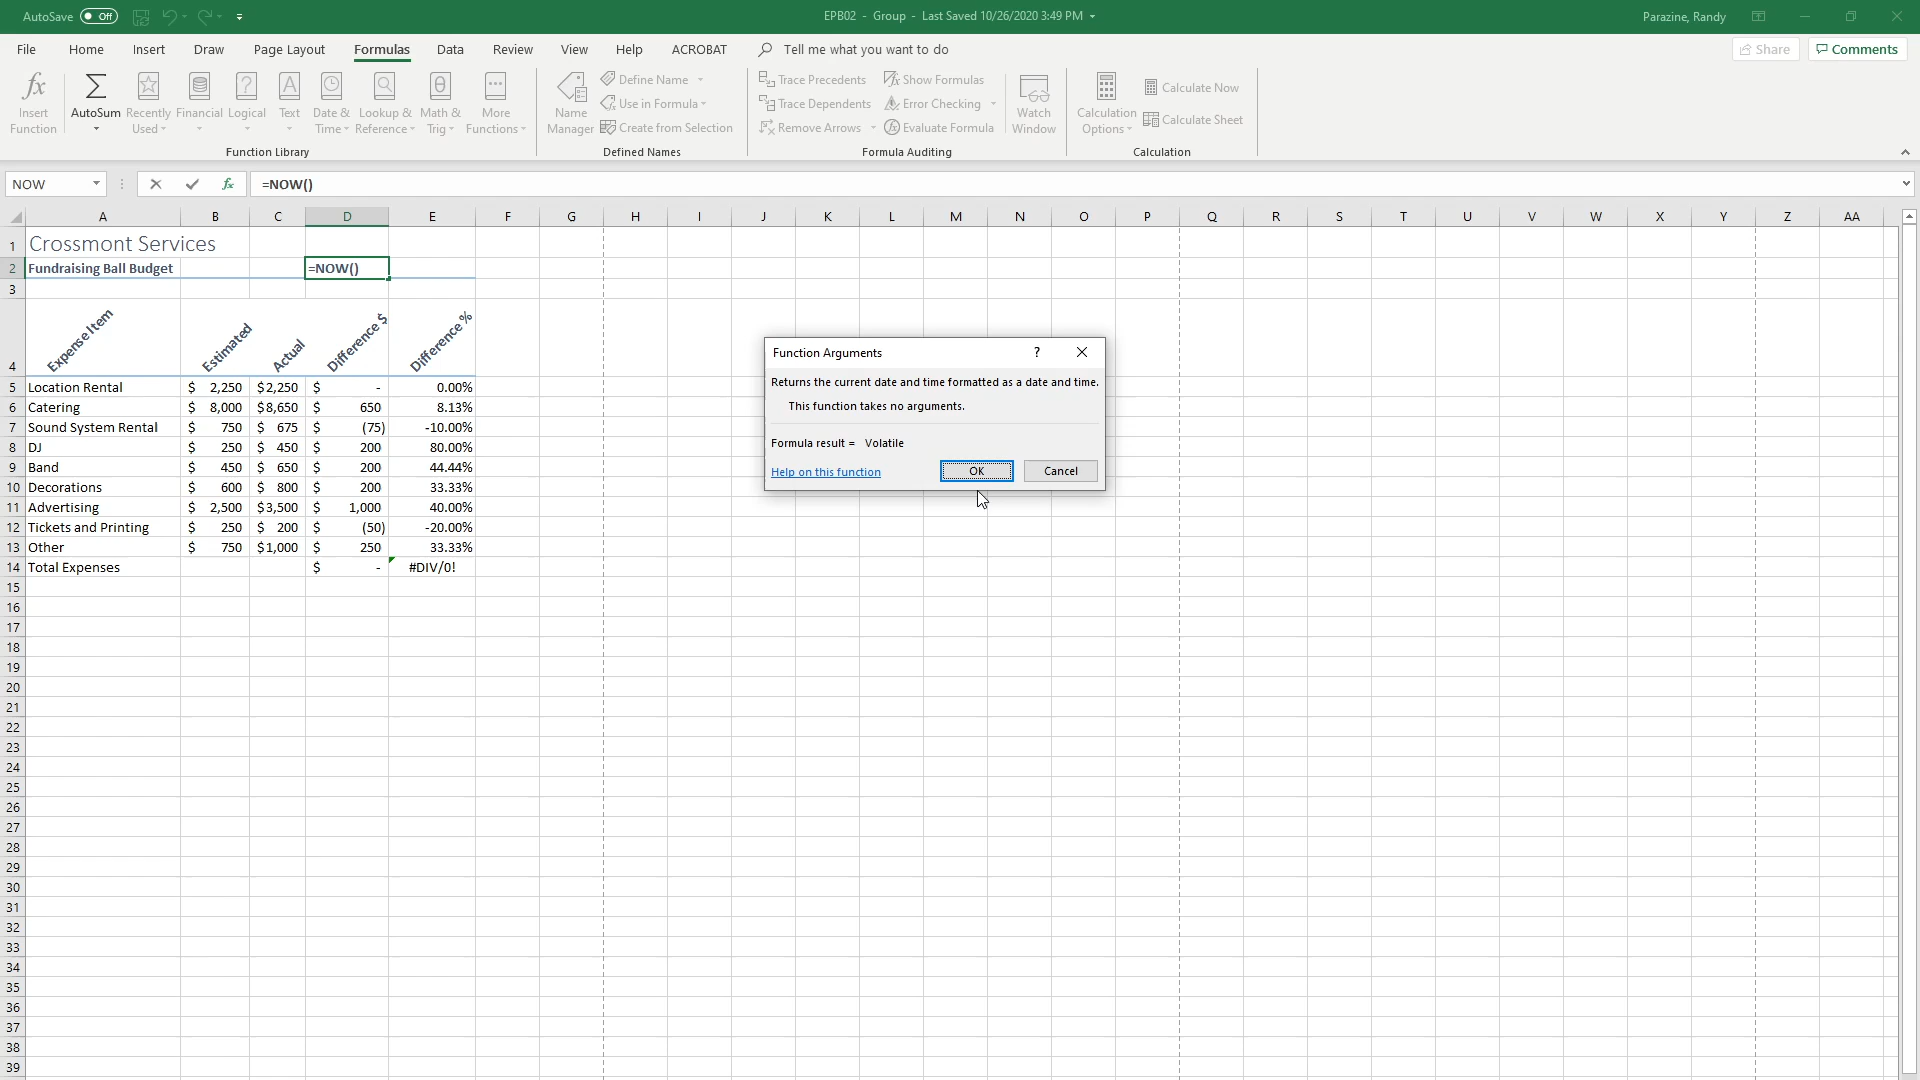 AutoSave Off EPB02 - Group - Last Saved 10/26/2020 3:49 PM Parazine, Randy
File Home Insert Draw Page Layout Formulas Data Review View Help ACROBAT Tell me what you want to do Share Comments
fx Insert Function
Σ AutoSum
Recently Used
Financial
Logical
Text
Date & Time
Lookup & Reference
Math & Trig
More Functions
Function Library
Name Manager
Define Name
Use in Formula
Create from Selection
Defined Names
Trace Precedents
Trace Dependents
Remove Arrows
Show Formulas
Error Checking
Evaluate Formula
Watch Window
Formula Auditing
Calculation Options
Calculate Now
Calculate Sheet
Calculation
NOW fx =NOW()
A B C D E F G H I J K L M N O P Q R S T U V W X Y Z AA
1 Crossmont Services
2 Fundraising Ball Budget =NOW()
3
4 Expense Item Estimated Actual Difference $ Difference %
5 Location Rental $ 2,250 $2,250 $ - 0.00%
6 Catering $ 8,000 $8,650 $ 650 8.13%
7 Sound System Rental $ 750 $ 675 $ (75) -10.00%
8 DJ $ 250 $ 450 $ 200 80.00%
9 Band $ 450 $ 650 $ 200 44.44%
10 Decorations $ 600 $ 800 $ 200 33.33%
11 Advertising $ 2,500 $3,500 $ 1,000 40.00%
12 Tickets and Printing $ 250 $ 200 $ (50) -20.00%
13 Other $ 750 $1,000 $ 250 33.33%
14 Total Expenses $ - #DIV/0!
15
16
17
18
19
20
21
22
23
24
25
26
27
28
29
30
31
32
33
34
35
36
37
38
39
Function Arguments ?
Returns the current date and time formatted as a date and time.
This function takes no arguments.
Formula result = Volatile
Help on this function OK Cancel